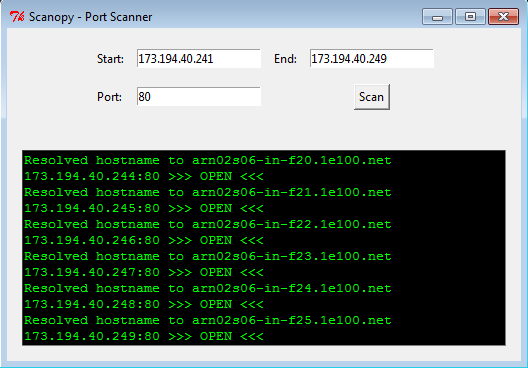 Scanopy - Port Scanner
Start: 173.194.40.241 End: 173.194.40.249
Port: 80 Scan
Resolved hostname to arn02s06-in-f20.1e100.net
173.194.40.244:80 >>> OPEN <<<
Resolved hostname to arn02s06-in-f21.1e100.net
173.194.40.245:80 >>> OPEN <<<
Resolved hostname to arn02s06-in-f22.1e100.net
173.194.40.246:80 >>> OPEN <<<
Resolved hostname to arn02s06-in-f23.1e100.net
173.194.40.247:80 >>> OPEN <<<
Resolved hostname to arn02s06-in-f24.1e100.net
173.194.40.248:80 >>> OPEN <<<
Resolved hostname to arn02s06-in-f25.1e100.net
173.194.40.249:80 >>> OPEN <<<